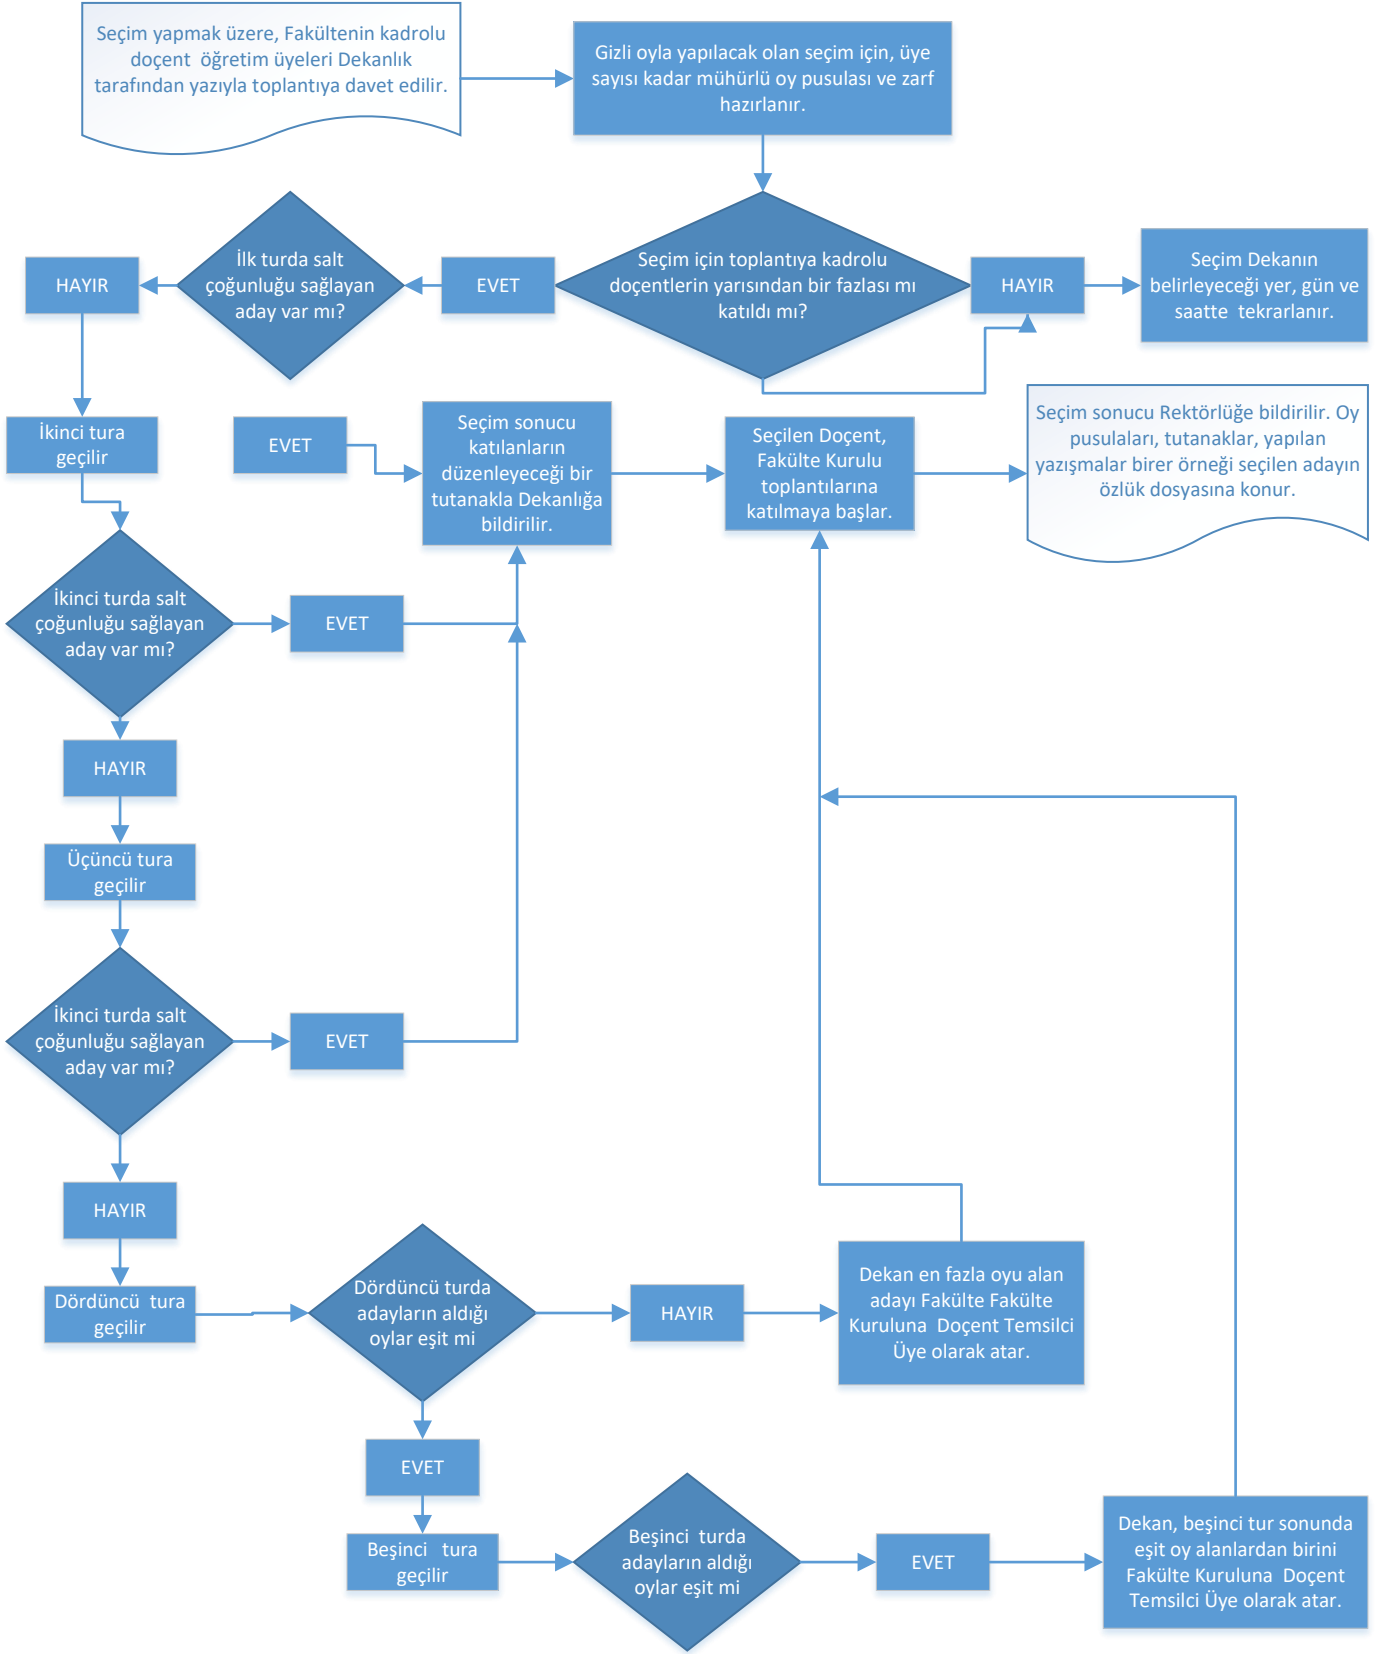 Seçim yapmak üzere, Fakültenin kadrolu
doçent öğretim üyeleri Dekanlık
tarafından yazıyla toplantıya davet edilir.
Gizli oyla yapılacak olan seçim için, üye
sayısı kadar mühürlü oy pusulası ve zarf
hazırlanır.
Seçim için toplantıya kadrolu
doçentlerin yarısından bir fazlası mı
katıldı mı?
HAYIR
Seçim Dekanın
belirleyeceği yer, gün ve
saatte tekrarlanır.
EVET
İlk turda salt
çoğunluğu sağlayan
aday var mı?
HAYIR
İkinci tura
geçilir
EVET
Seçim sonucu
katılanların
düzenleyeceği bir
tutanakla Dekanlığa
bildirilir.
Seçilen Doçent,
Fakülte Kurulu
toplantılarına
katılmaya başlar.
Seçim sonucu Rektörlüğe bildirilir. Oy
pusulaları, tutanaklar, yapılan
yazışmalar birer örneği seçilen adayın
özlük dosyasına konur.
İkinci turda salt
çoğunluğu sağlayan
aday var mı?
EVET
HAYIR
Üçüncü tura
geçilir
İkinci turda salt
çoğunluğu sağlayan
aday var mı?
EVET
HAYIR
Dördüncü tura
geçilir
Dördüncü turda
adayların aldığı
oylar eşit mi
HAYIR
Dekan en fazla oyu alan
adayı Fakülte Fakülte
Kuruluna Doçent Temsilci
Üye olarak atar.
EVET
Beşinci tura
geçilir
Beşinci turda
adayların aldığı
oylar eşit mi
EVET
Dekan, beşinci tur sonunda
eşit oy alanlardan birini
Fakülte Kuruluna Doçent
Temsilci Üye olarak atar.